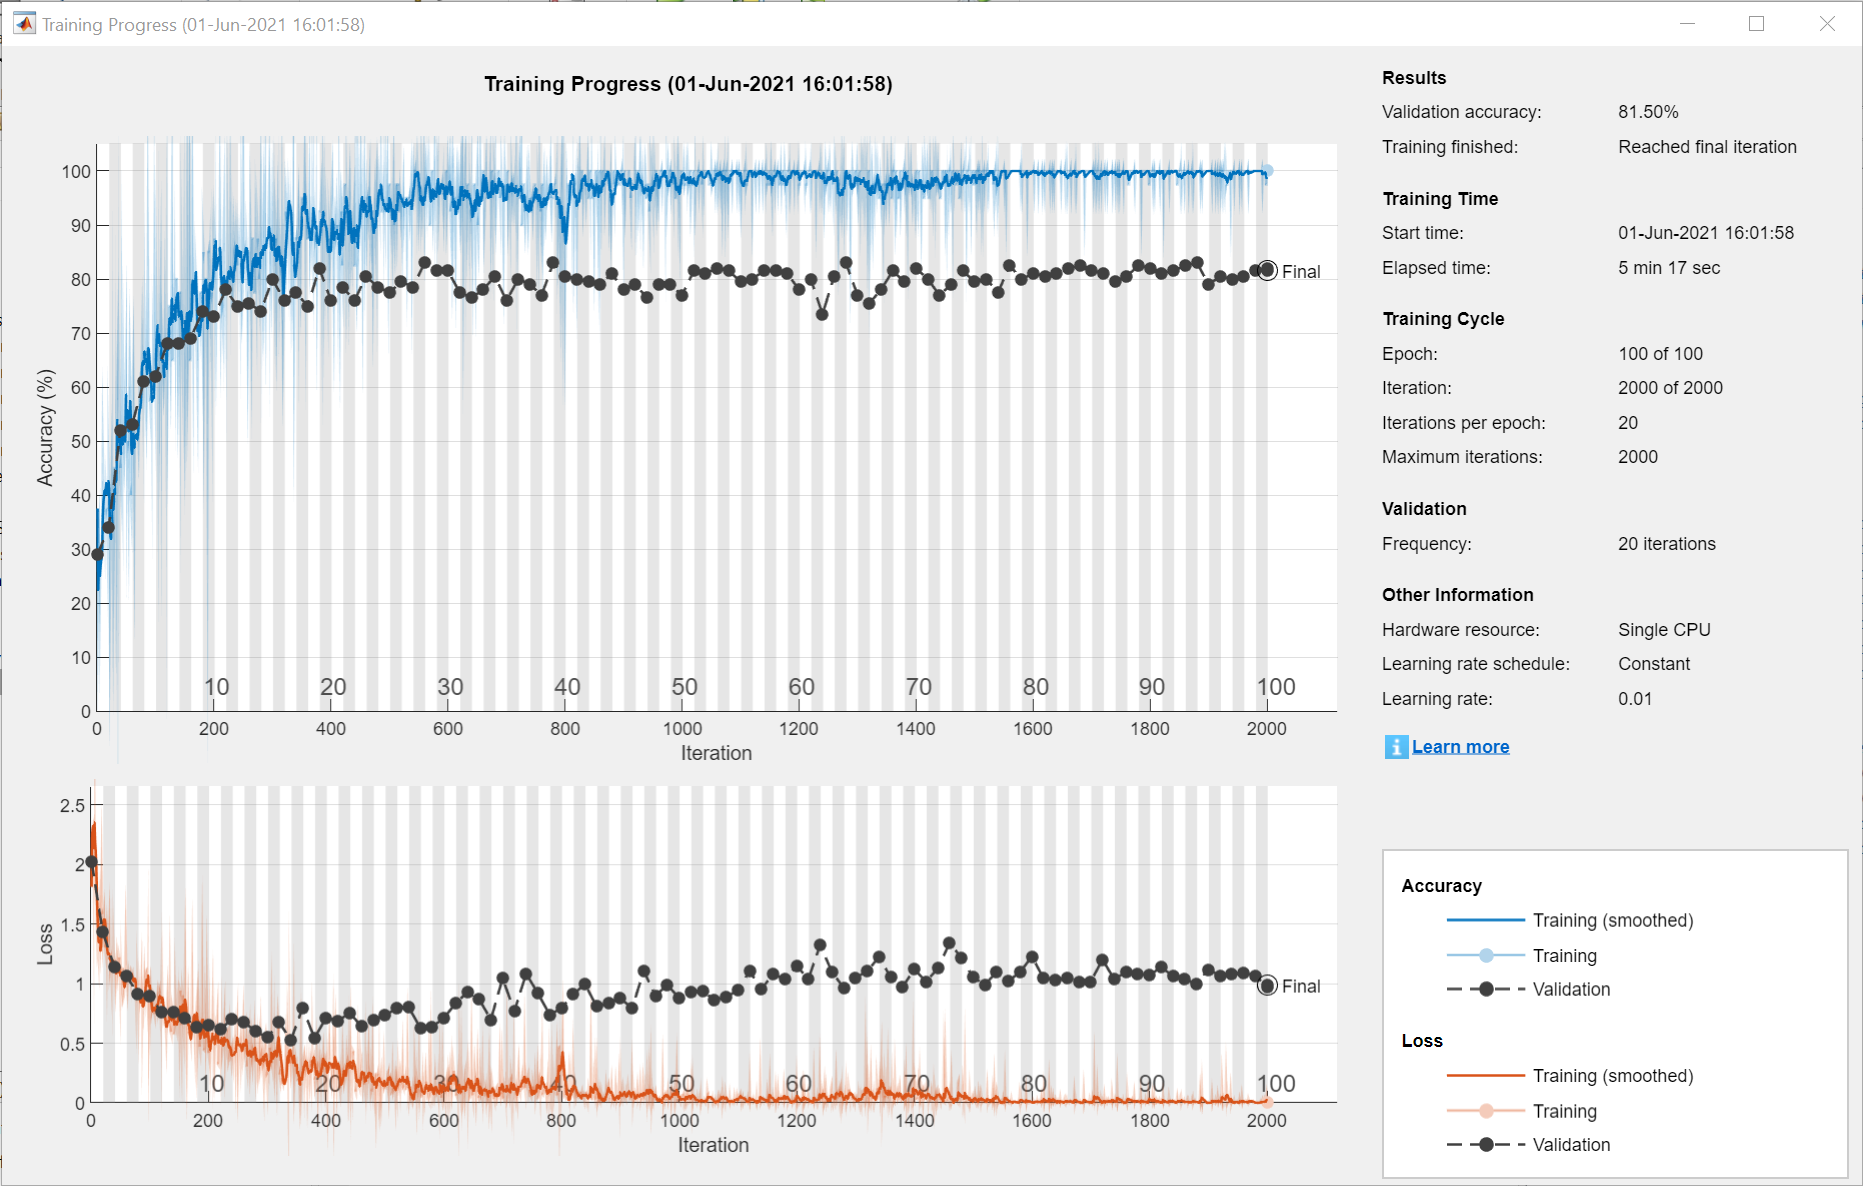 Training Progress (01-Jun-2021 16:01:58)
Training Progress (01-Jun-2021 16:01:58)
Accuracy (%)
100
90
80
70
60
50
40
30
20
10
0
Final
10 20 30 40 50 60 70 80 90 100
0 200 400 600 800 1000 1200 1400 1600 1800 2000
Iteration
Loss
2.5
2
1.5
1
0.5
0
Final
10 20 30 40 50 60 70 80 90 100
0 200 400 600 800 1000 1200 1400 1600 1800 2000
Iteration
Results
Validation accuracy: 81.50%
Training finished: Reached final iteration
Training Time
Start time: 01-Jun-2021 16:01:58
Elapsed time: 5 min 17 sec
Training Cycle
Epoch: 100 of 100
Iteration: 2000 of 2000
Iterations per epoch: 20
Maximum iterations: 2000
Validation
Frequency: 20 iterations
Other Information
Hardware resource: Single CPU
Learning rate schedule: Constant
Learning rate: 0.01
i Learn more
Accuracy
Training (smoothed)
Training
Validation
Loss
Training (smoothed)
Training
Validation